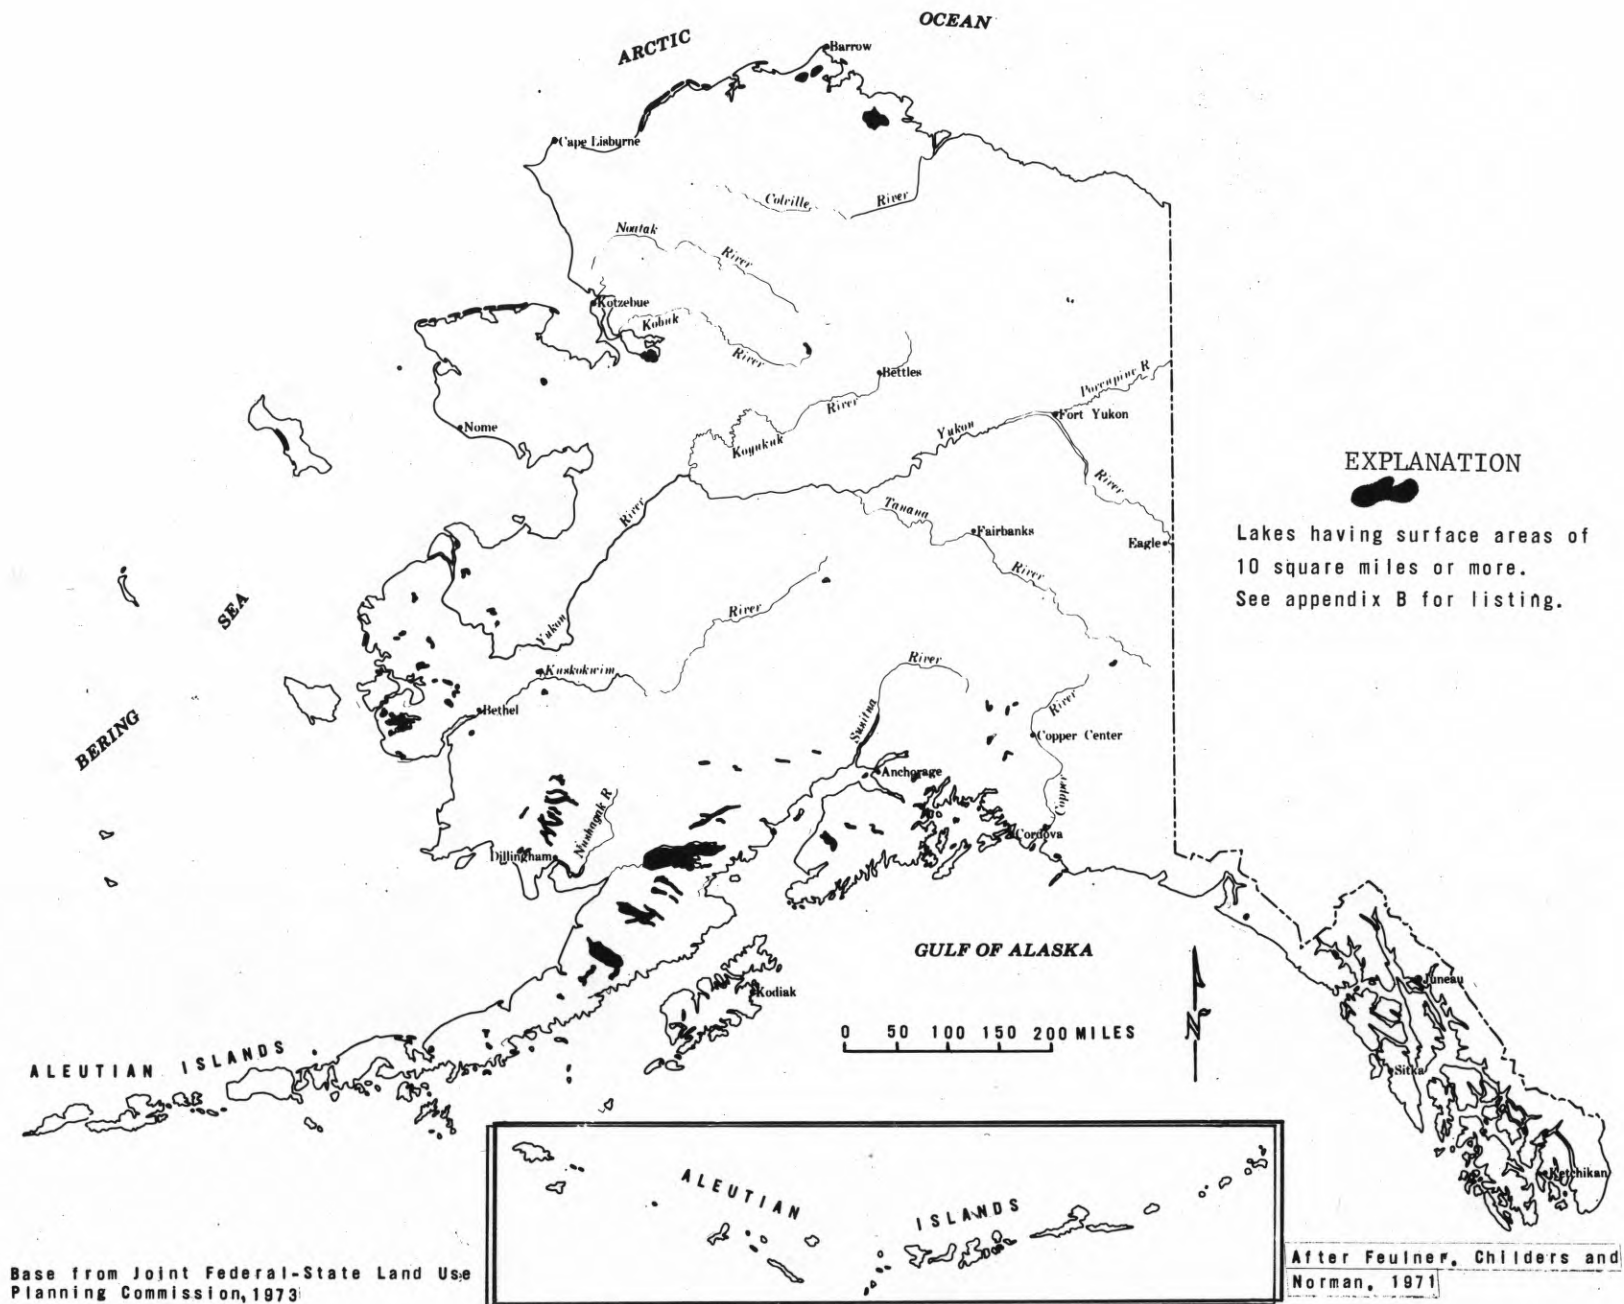 ARCTIC
OCEAN
Barrow
Cape Lisburne
Colville
River
Noatak
River
Kotzebue
Kobuk
River
Bettles
River
Koyukuk
Porcupine R
Fort Yukon
Yukon
River
Nome
River
Tanana
Fairbanks
Eagle
River
EXPLANATION
Lakes having surface areas of
10 square miles or more.
See appendix B for listing.
SEA
BERING
Yukon
River
Kuskokwim
River
Bethel
Susitna
River
Copper Center
Anchorage
Copper
Cordova
Nushagak R
Dillingham
GULF OF ALASKA
Kodiak
N
0 50 100 150 200 MILES
Juneau
Sitka
Ketchikan
ALEUTIAN ISLANDS
ALEUTIAN
ISLANDS
Base from Joint Federal-State Land Use
Planning Commission, 1973
After Feulner, Childers and
Norman, 1971